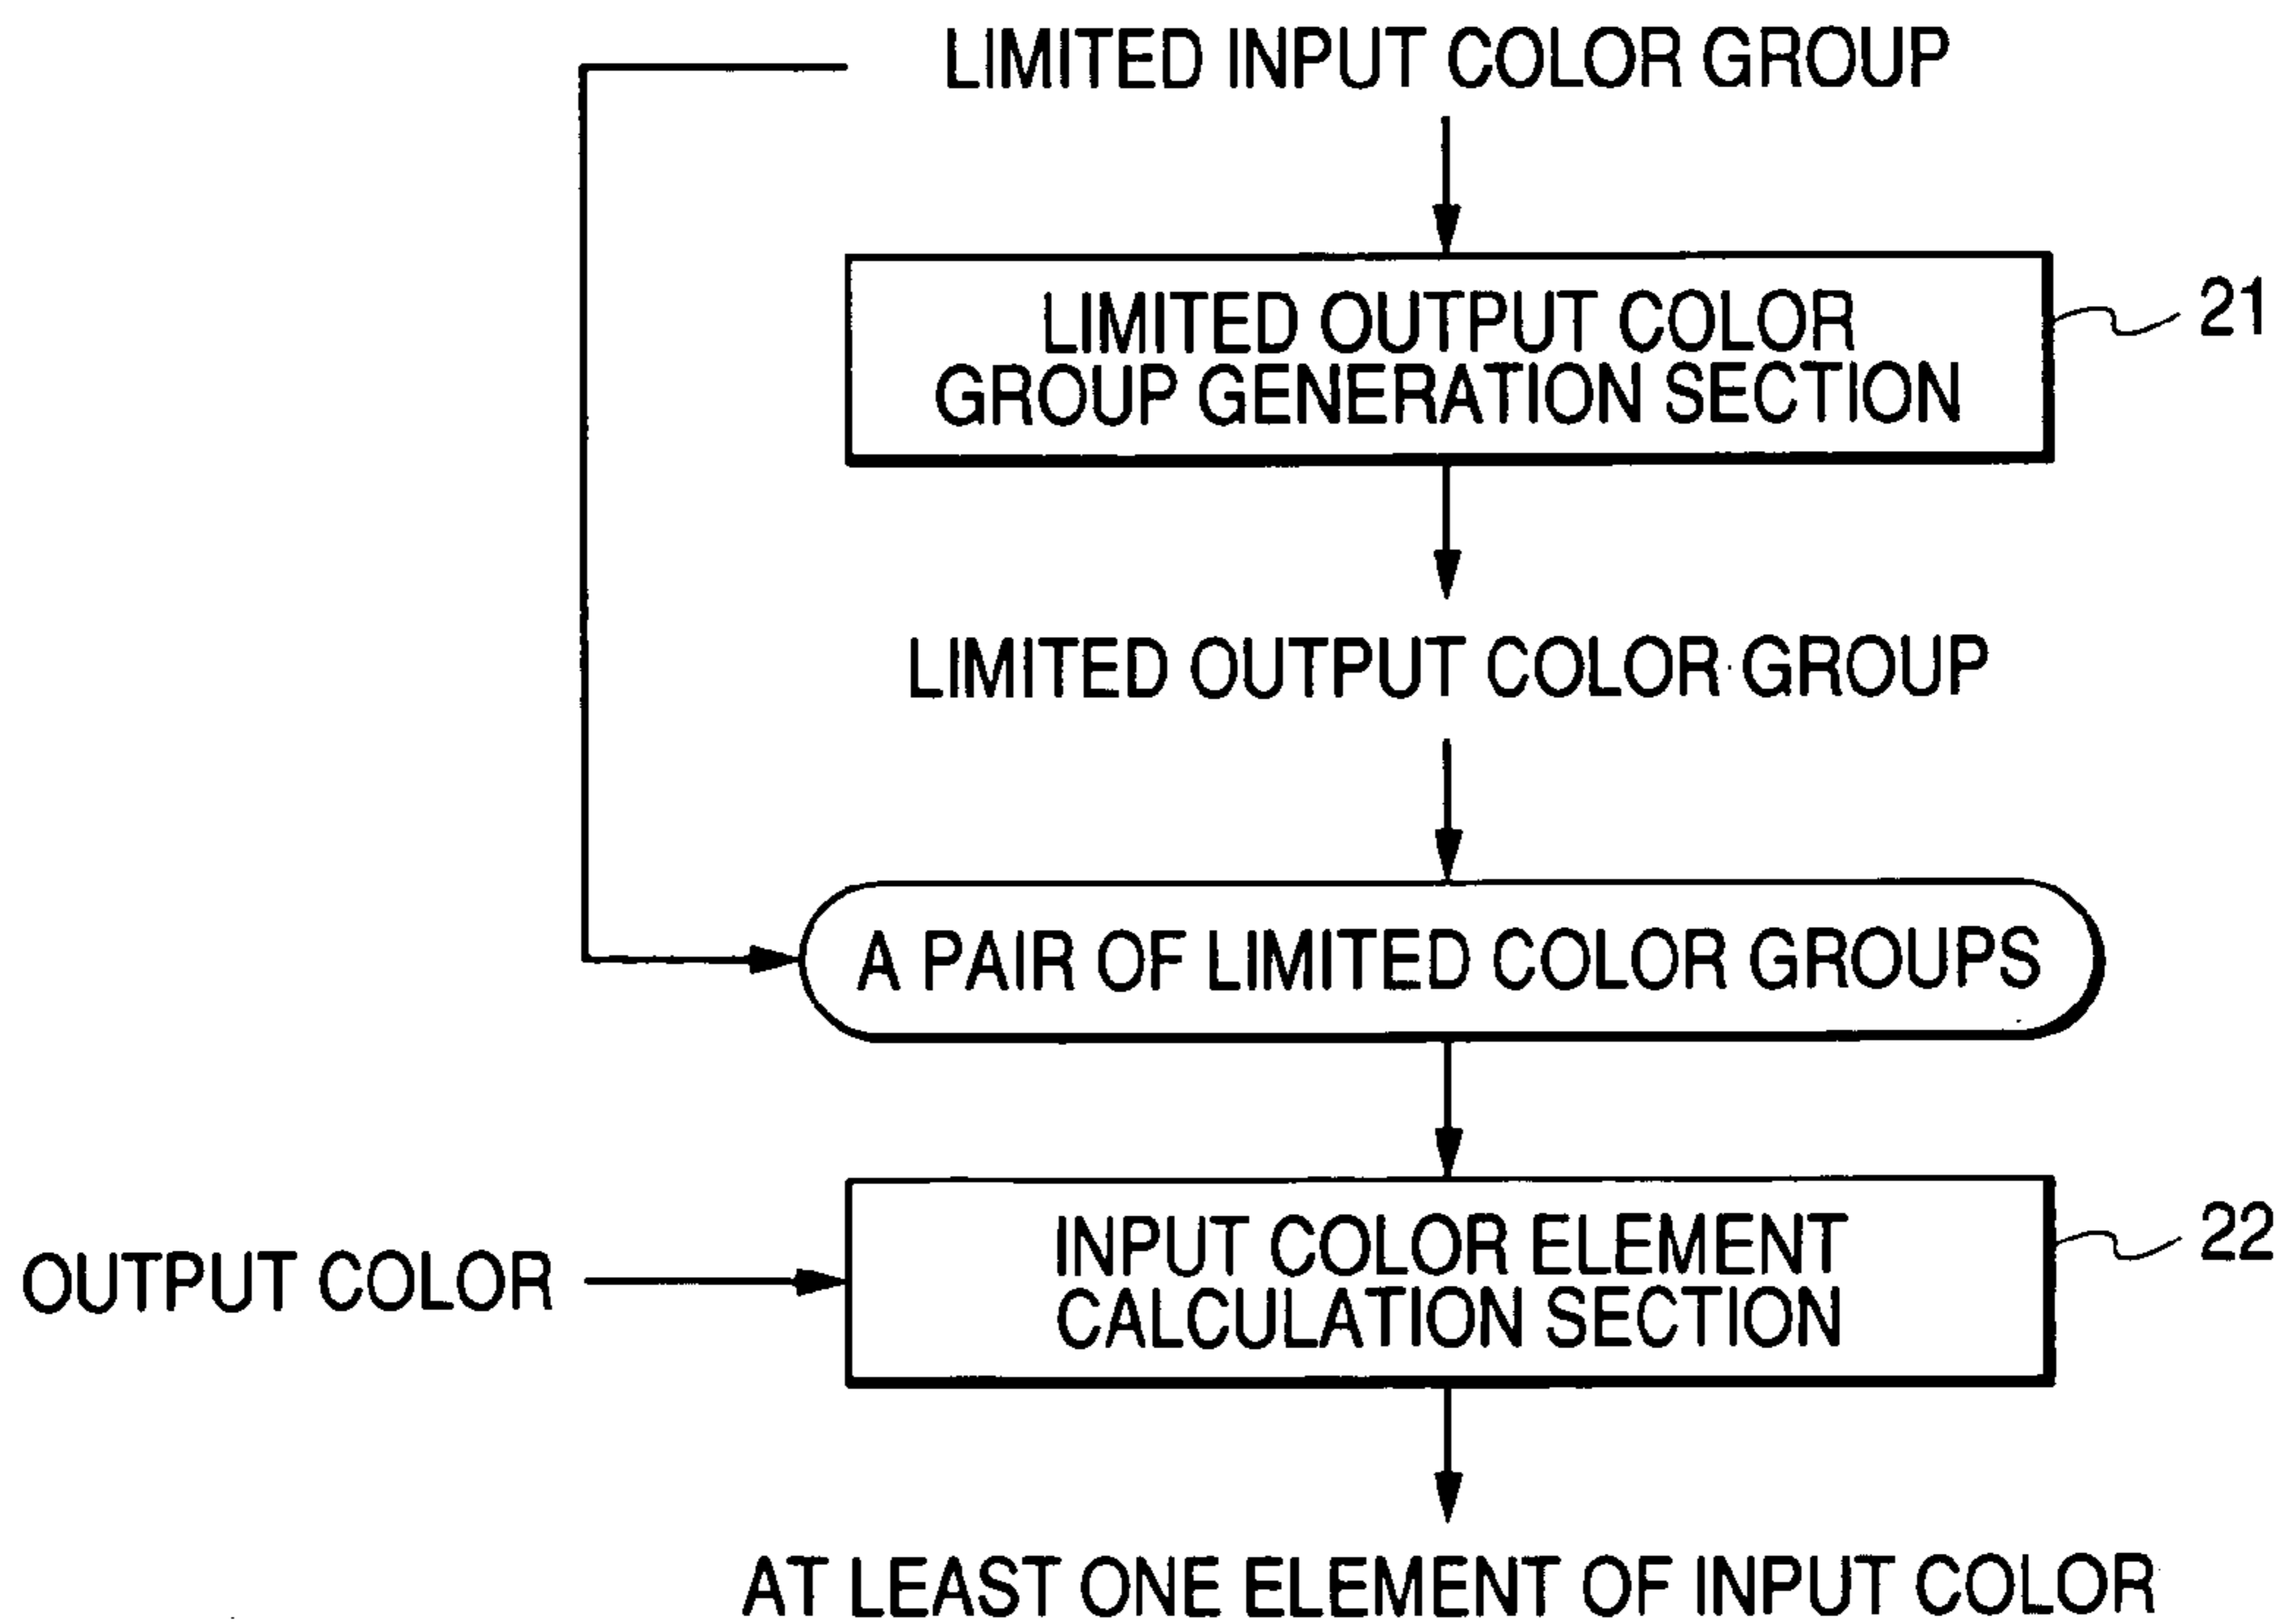 LIMITED INPUT COLOR GROUP
LIMITED OUTPUT COLOR
GROUP GENERATION SECTION
21
LIMITED OUTPUT COLOR GROUP
A PAIR OF LIMITED COLOR GROUPS
INPUT COLOR ELEMENT
CALCULATION SECTION
22
OUTPUT COLOR
AT LEAST ONE ELEMENT OF INPUT COLOR